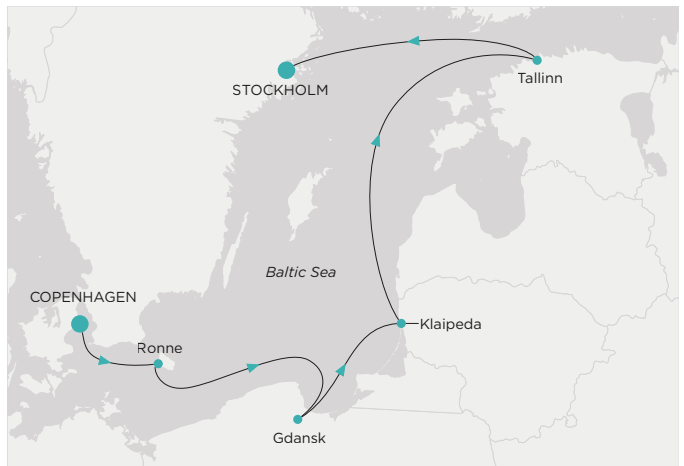 STOCKHOLM
Tallinn
Baltic Sea
COPENHAGEN
Klaipeda
Ronne
Gdansk